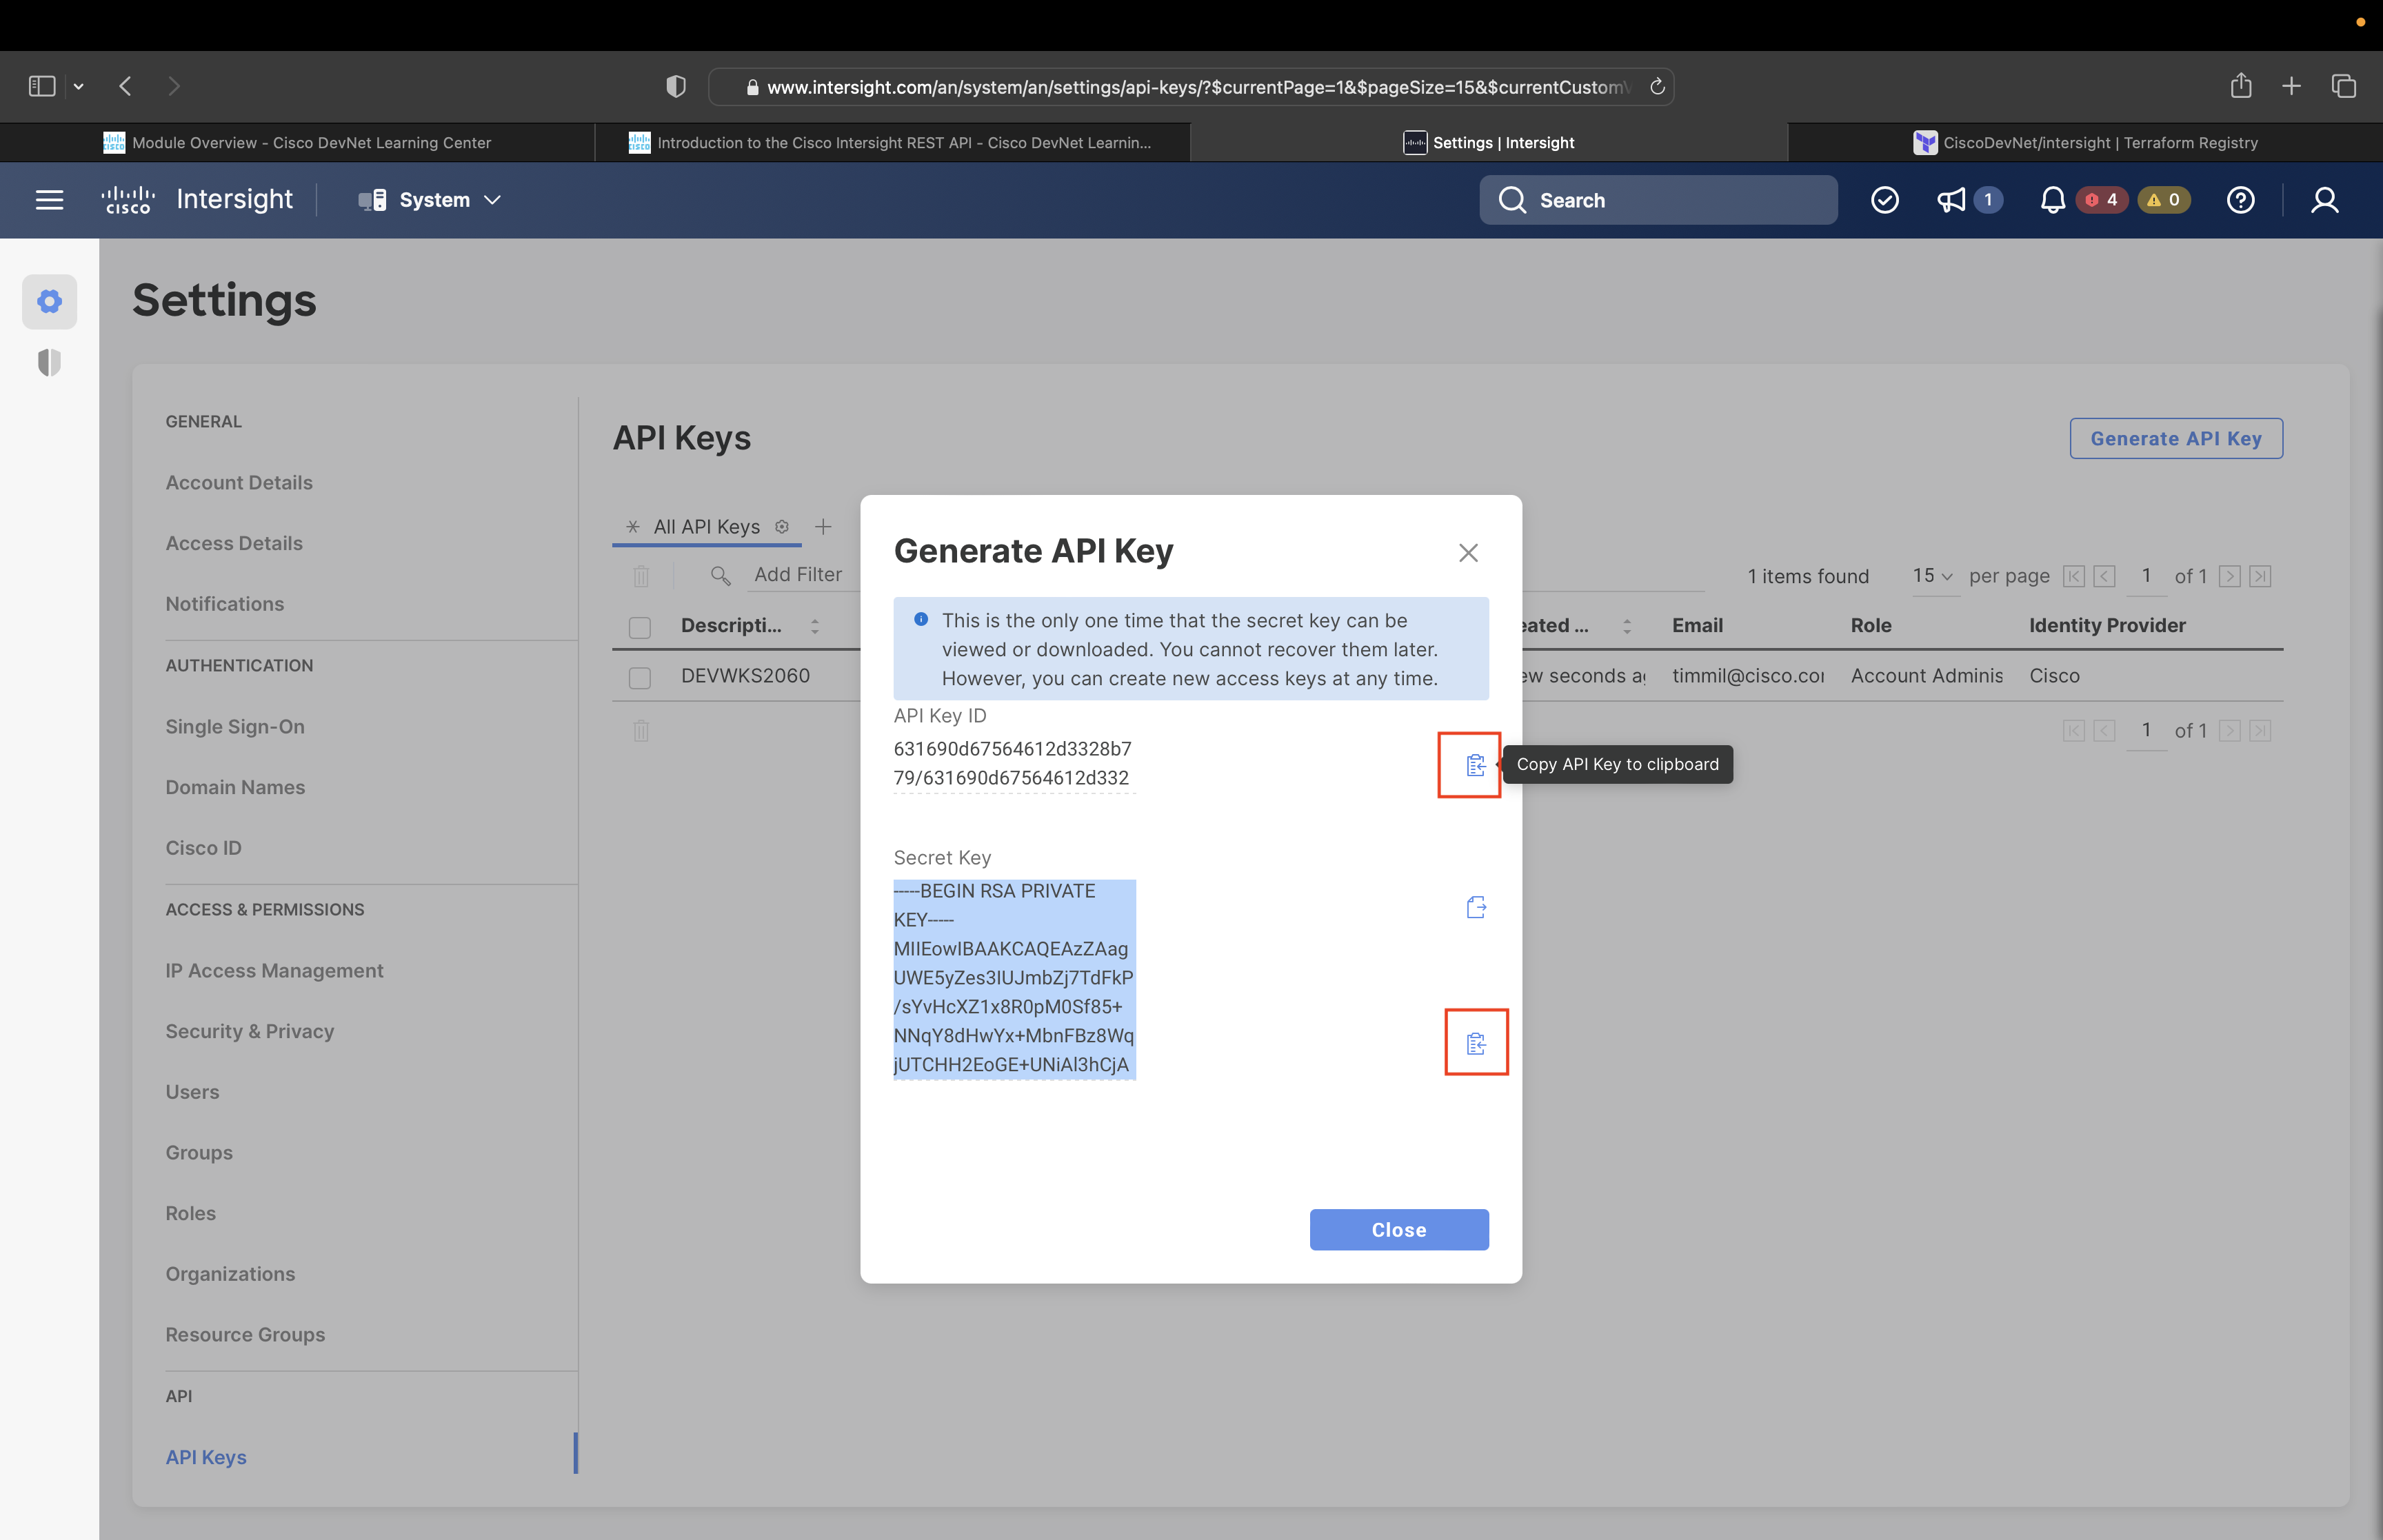 www.intersight.com/an/system/an/settings/api-keys/?$currentPage=1&$pageSize=15&$currentCustomV
Module Overview - Cisco DevNet Learning Center
Introduction to the Cisco Intersight REST API - Cisco DevNet Learnin...
Settings | Intersight
CiscoDevNet/intersight | Terraform Registry
CISCO Intersight
System
Search
1
4
0
Settings
GENERAL
Account Details
Access Details
Notifications
AUTHENTICATION
Single Sign-On
Domain Names
Cisco ID
ACCESS & PERMISSIONS
IP Access Management
Security & Privacy
Users
Groups
Roles
Organizations
Resource Groups
API
API Keys
API Keys
Generate API Key
All API Keys
Add Filter
1 items found 15 per page 1 of 1
Descripti... eated ... Email Role Identity Provider
DEVWKS2060 ew seconds a timmil@cisco.co Account Adminis Cisco
1 of 1
Generate API Key
This is the only one time that the secret key can be
viewed or downloaded. You cannot recover them later.
However, you can create new access keys at any time.
API Key ID
631690d67564612d3328b7
79/631690d67564612d332
Copy API Key to clipboard
Secret Key
-----BEGIN RSA PRIVATE
KEY-----
MIIEowIBAAKCAQEAzZAag
UWE5yZes3IUJmbZj7TdFkP
/sYvHcXZ1x8R0pM0Sf85+
NNqY8dHwYx+MbnFBz8Wq
jUTCHH2EoGE+UNiAl3hCjA
Close